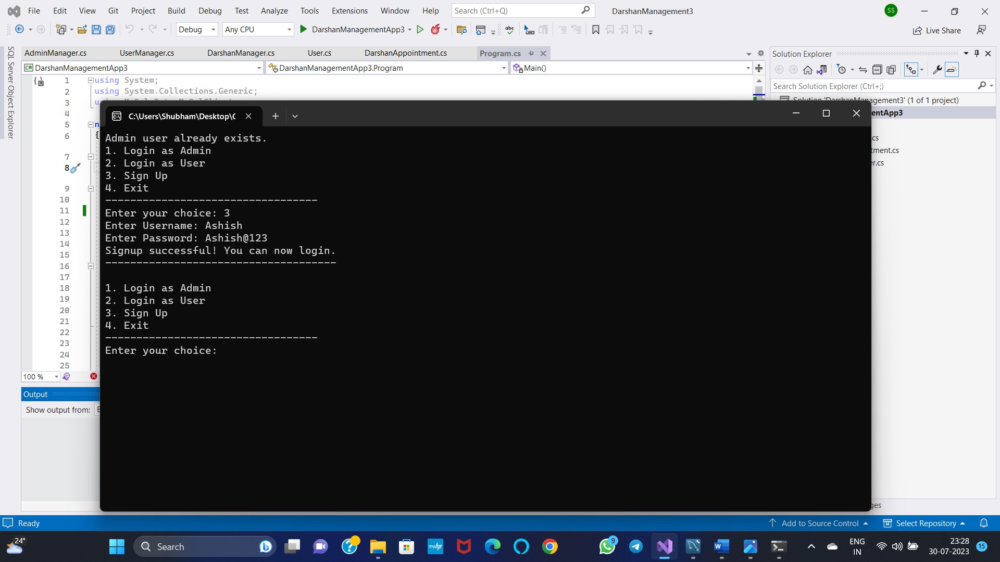 File Edit View Git Project Build Debug Test Analyze Tools Extensions Window Help Search (Ctrl+Q) DarshanManagement3 SS
Debug Any CPU DarshanManagementApp3 Live Share
SQL Server Object Explorer
AdminManager.cs UserManager.cs DarshanManager.cs User.cs DarshanAppointment.cs Program.cs
DarshanManagementApp3 DarshanManagementApp3.Program Main()
1 using System;
2 using System.Collections.Generic;
3
4
5 n
6 {
7
8
9
10
11
12
13
14
15
16
17
18
19
20
21
22
23
24
25
100 %
Output
Show output from:
Solution Explorer
Search Solution Explorer (Ctrl+;)
Solution 'DarshanManagement3' (1 of 1 project)
entApp3
cs
tment.cs
er.cs
C:\Users\Shubham\Desktop\C
Admin user already exists.
1. Login as Admin
2. Login as User
3. Sign Up
4. Exit
----------------------------------
Enter your choice: 3
Enter Username: Ashish
Enter Password: Ashish@123
Signup successful! You can now login.
-------------------------------------
1. Login as Admin
2. Login as User
3. Sign Up
4. Exit
----------------------------------
Enter your choice:
ges
Ready Add to Source Control Select Repository
24° Search myhp 9 ENG
IN
23:28
30-07-2023
15